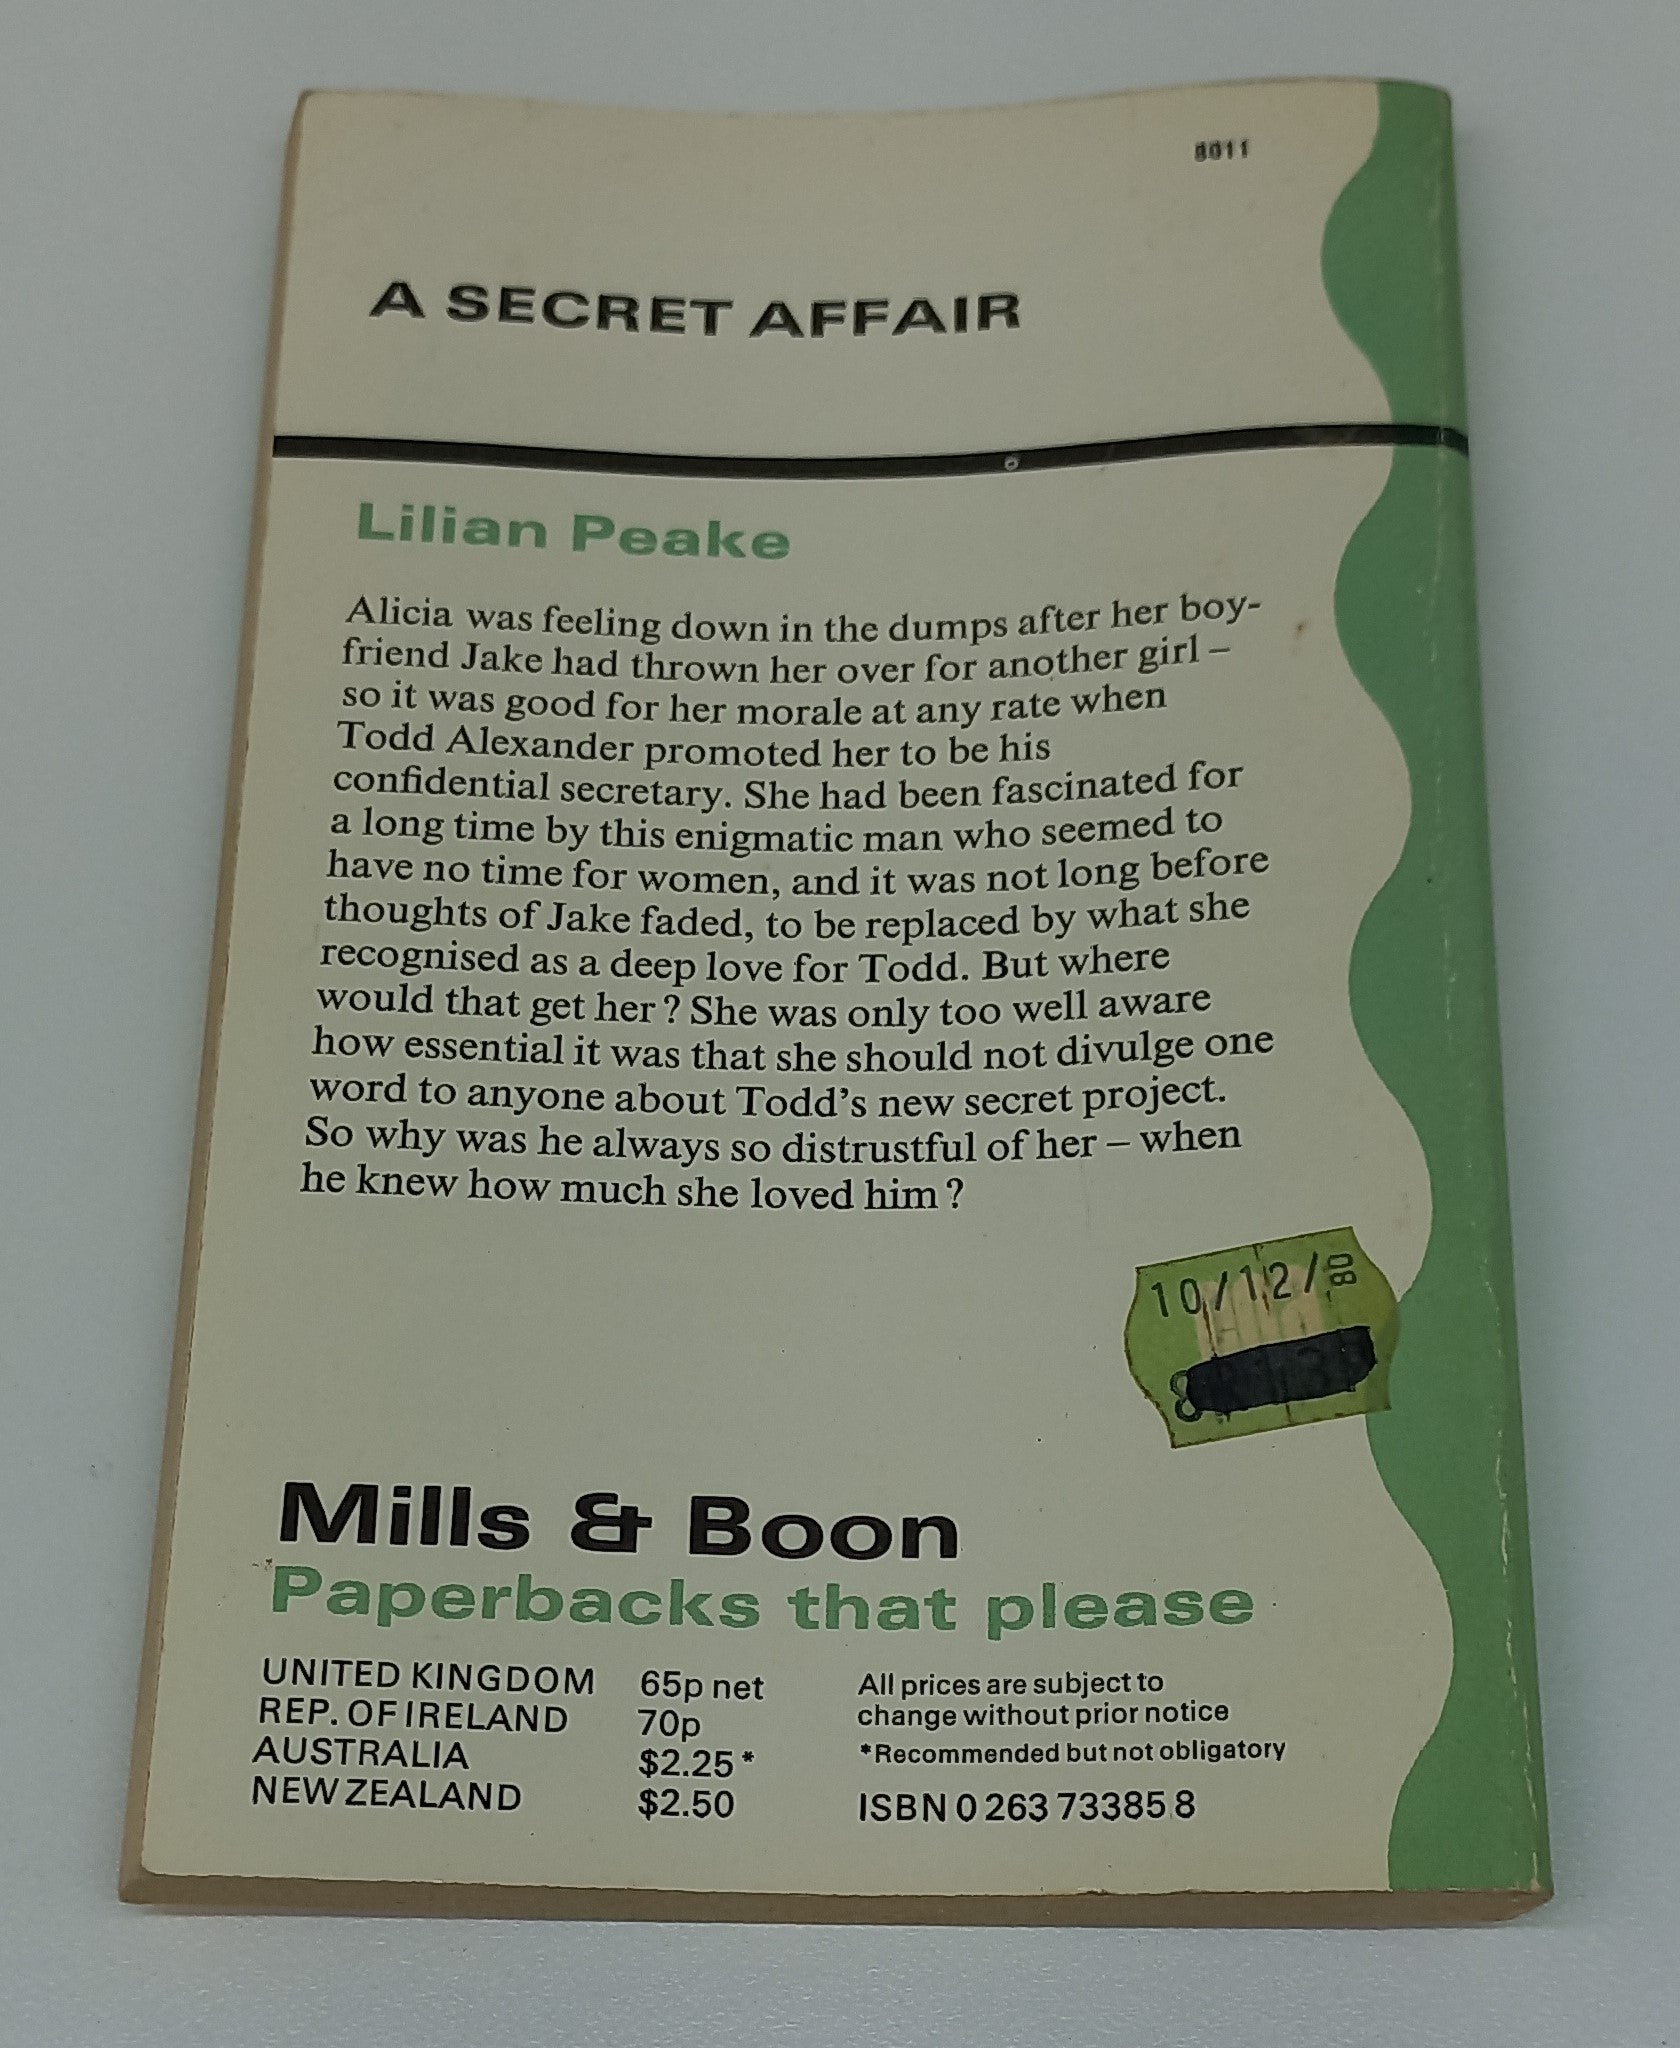 8011
A SECRET AFFAIR
Lilian Peake
Alicia was feeling down in the dumps after her boy-
friend Jake had thrown her over for another girl –
so it was good for her morale at any rate when
Todd Alexander promoted her to be his
confidential secretary. She had been fascinated for
a long time by this enigmatic man who seemed to
have no time for women, and it was not long before
thoughts of Jake faded, to be replaced by what she
recognised as a deep love for Todd. But where
would that get her? She was only too well aware
how essential it was that she should not divulge one
word to anyone about Todd's new secret project.
So why was he always so distrustful of her – when
he knew how much she loved him?
10/12/80
8
Mills & Boon
Paperbacks that please
UNITED KINGDOM 65p net
REP. OF IRELAND 70p
AUSTRALIA $2.25*
NEW ZEALAND $2.50
All prices are subject to
change without prior notice
*Recommended but not obligatory
ISBN 0 263 73385 8